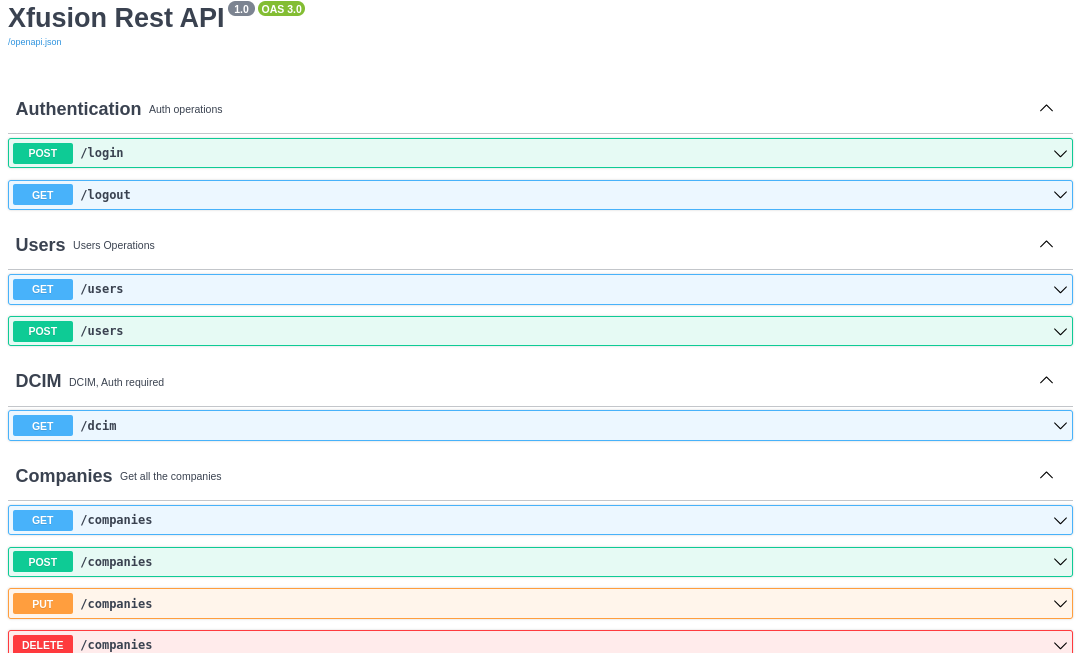 Xfusion Rest API 1.0 OAS 3.0
/openapi.json
Authentication Auth operations
POST /login
GET /logout
Users Users Operations
GET /users
POST /users
DCIM DCIM, Auth required
GET /dcim
Companies Get all the companies
GET /companies
POST /companies
PUT /companies
DELETE /companies